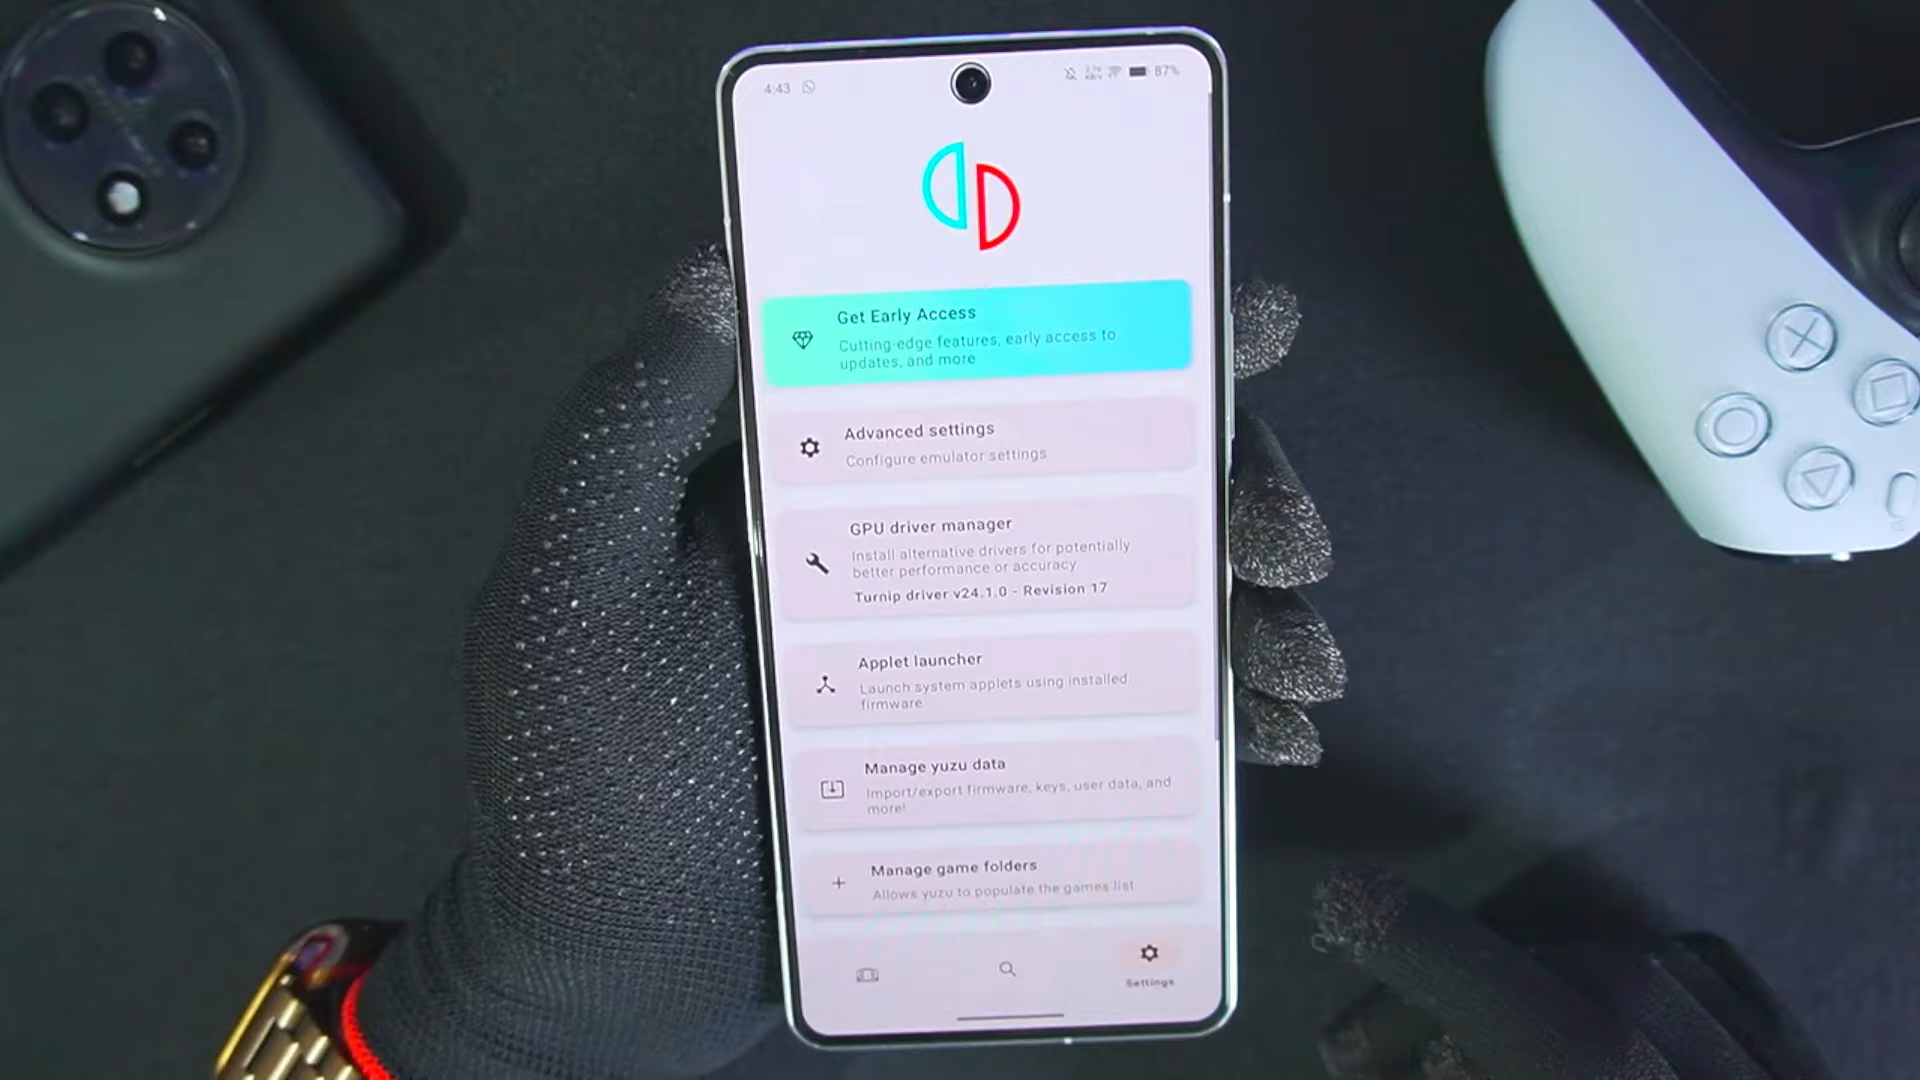 4:43
87%
Get Early Access
Cutting-edge features, early access to
updates, and more
Advanced settings
Configure emulator settings
GPU driver manager
Install alternative drivers for potentially
better performance or accuracy
Turnip driver v24.1.0 - Revision 17
Applet launcher
Launch system applets using installed
firmware
Manage yuzu data
Import/export firmware, keys, user data, and
more!
Manage game folders
Allows yuzu to populate the games list
Settings